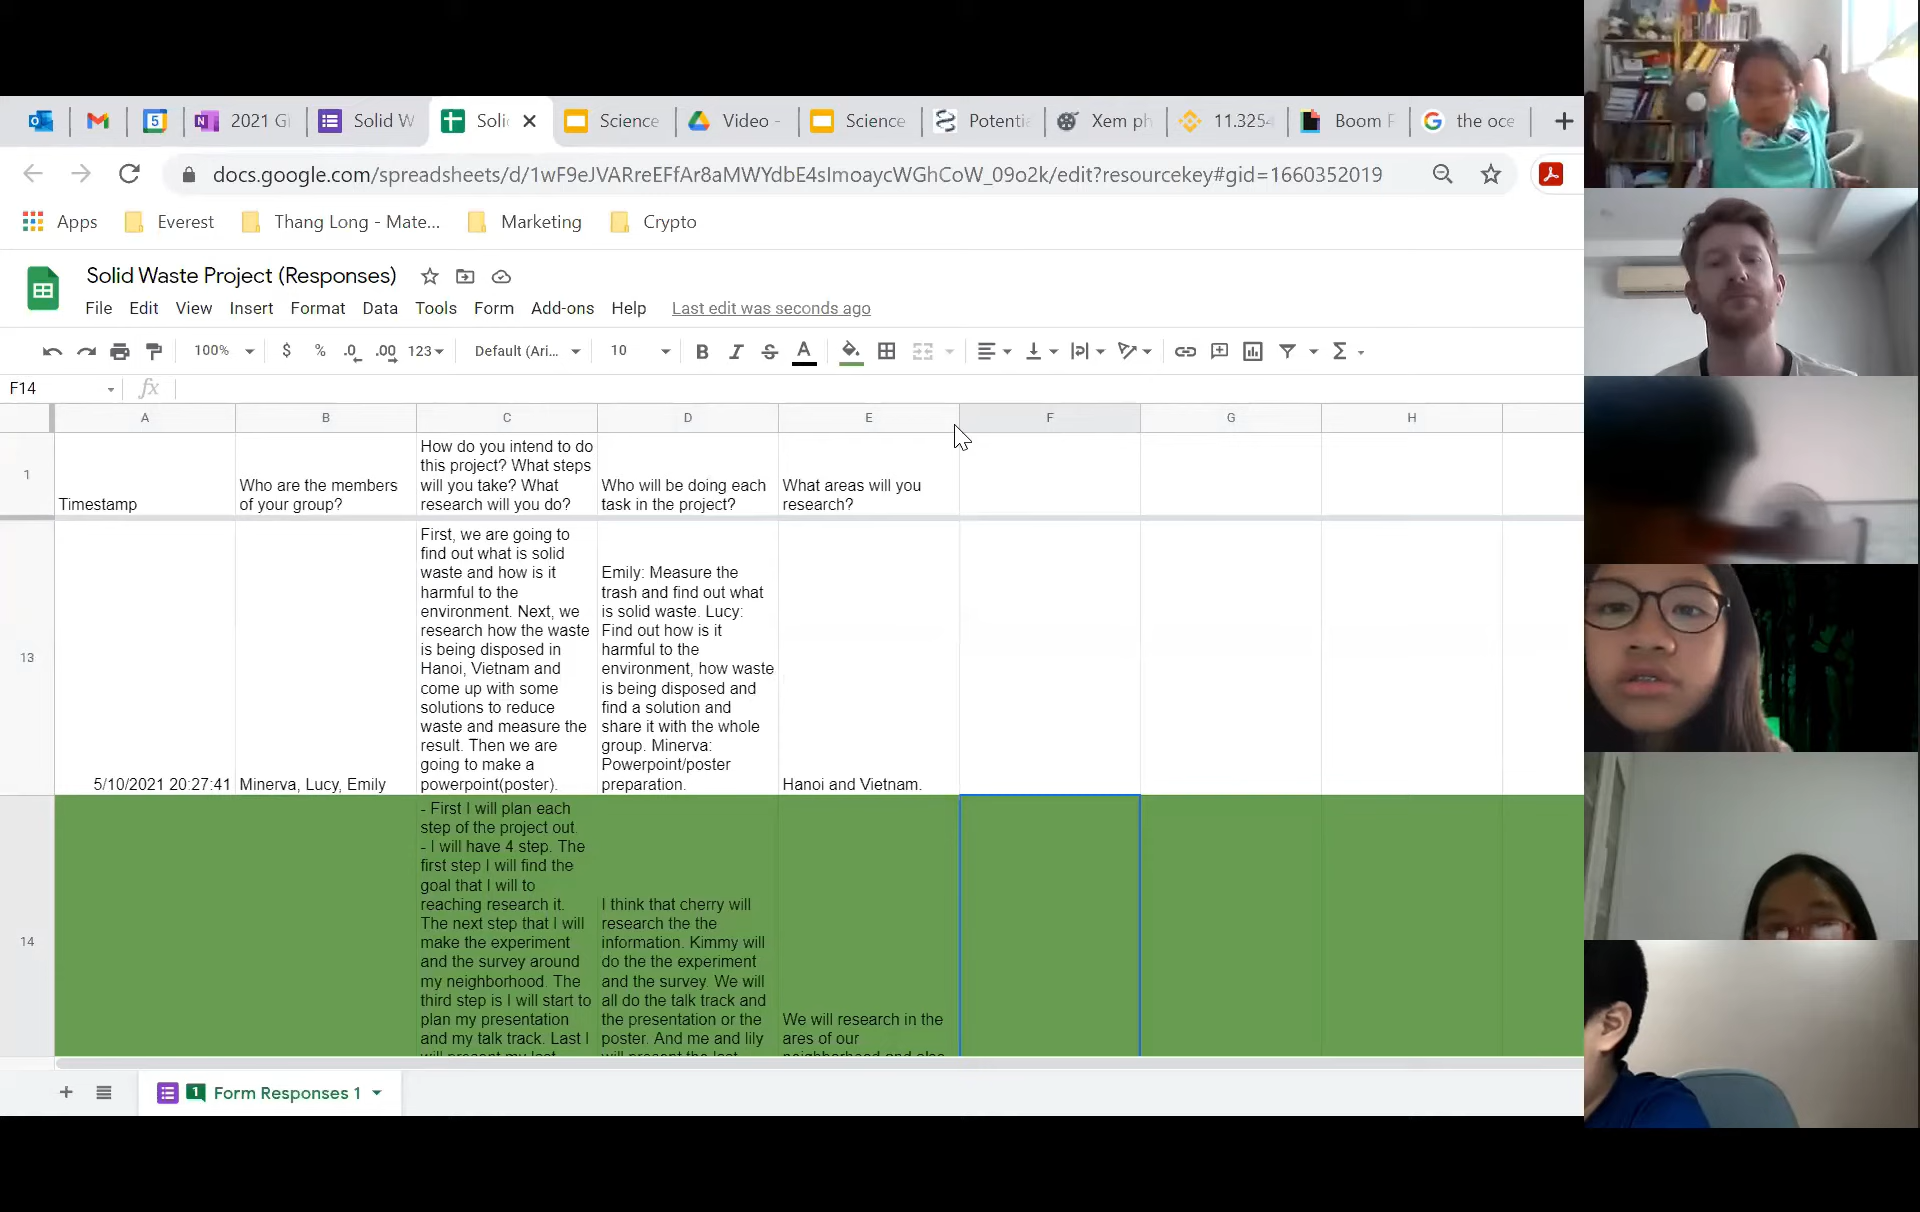 2021 Gi
Solid W
Soli
Science
Video -
Science
Potentia
Xem ph
11.3254
Boom F
the oce
docs.google.com/spreadsheets/d/1wF9eJVARreEFfAr8aMWYdbE4sImoaycWGhCoW_09o2k/edit?resourcekey#gid=1660352019
Apps
Everest
Thang Long - Mate...
Marketing
Crypto
Solid Waste Project (Responses)
File Edit View Insert Format Data Tools Form Add-ons Help Last edit was seconds ago
100% $ % .0 .00 123 Default (Ari... 10 B I S A
F14 fx
A B C D E F G H
1
Timestamp
Who are the members
of your group?
How do you intend to do
this project? What steps
will you take? What
research will you do?
Who will be doing each
task in the project?
What areas will you
research?
13
5/10/2021 20:27:41
Minerva, Lucy, Emily
First, we are going to
find out what is solid
waste and how is it
harmful to the
environment. Next, we
research how the waste
is being disposed in
Hanoi, Vietnam and
come up with some
solutions to reduce
waste and measure the
result. Then we are
going to make a
powerpoint(poster).
Emily: Measure the
trash and find out what
is solid waste. Lucy:
Find out how is it
harmful to the
environment, how waste
is being disposed and
find a solution and
share it with the whole
group. Minerva:
Powerpoint/poster
preparation.
Hanoi and Vietnam.
14
- First I will plan each
step of the project out.
- I will have 4 step. The
first step I will find the
goal that I will to
reaching research it.
The next step that I will
make the experiment
and the survey around
my neighborhood. The
third step is I will start to
plan my presentation
and my talk track. Last I
will present my last
I think that cherry will
research the the
information. Kimmy will
do the the experiment
and the survey. We will
all do the talk track and
the presentation or the
poster. And me and lily
will present the last
We will research in the
ares of our
neighborhood and also
1 Form Responses 1